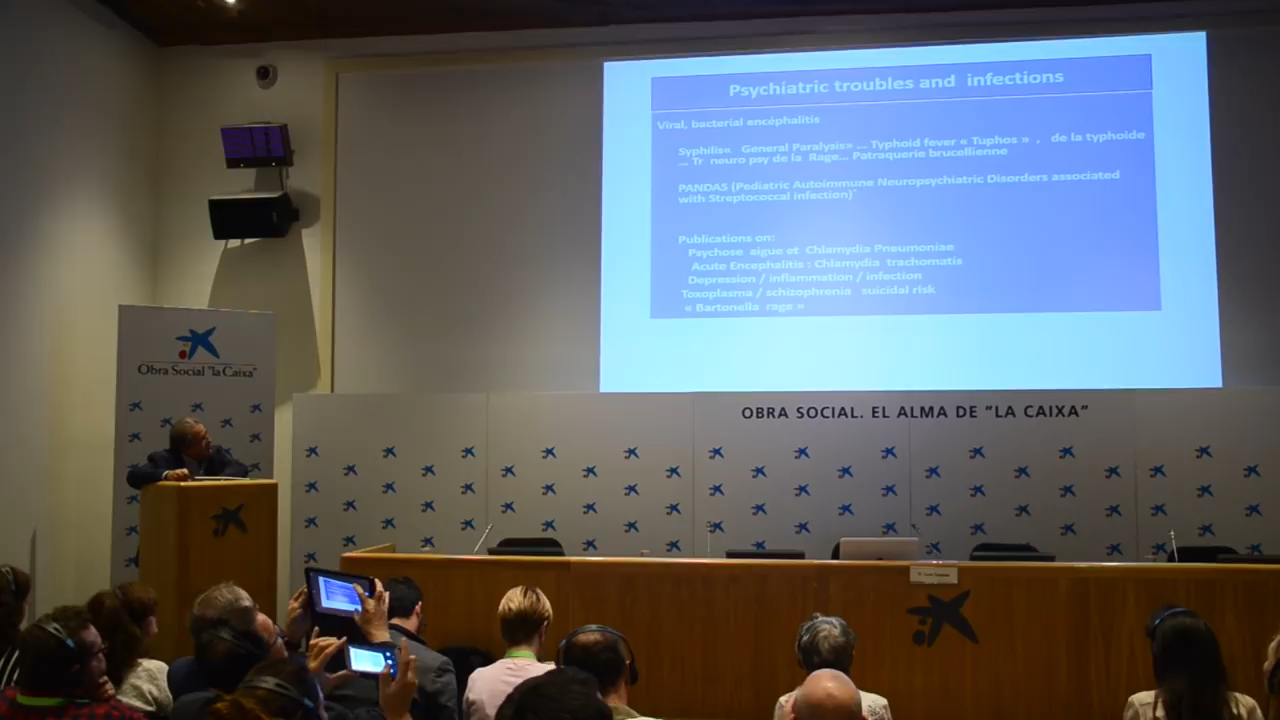 Psychiatric troubles and infections
Viral, bacterial encéphalitis
Syphilis« General Paralysis» ... Typhoid fever « Tuphos » , de la typhoide
... Tr neuro psy de la Rage... Patraquerie brucellienne
PANDAS (Pediatric Autoimmune Neuropsychiatric Disorders associated
with Streptococcal infection)
Publications on:
Psychose aigue et Chlamydia Pneumoniae
Acute Encephalitis : Chlamydia trachomatis
Depression / inflammation / infection
Toxoplasma / schizophrenia suicidal risk
« Bartonella rage »
Obra Social "la Caixa"
OBRA SOCIAL. EL ALMA DE "LA CAIXA"